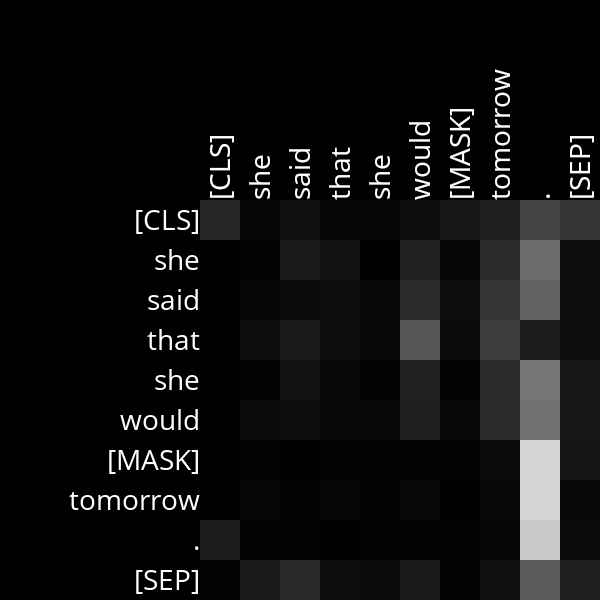 [CLS]
she
said
that
she
would
[MASK]
tomorrow
.
[SEP]
[CLS]
she
said
that
she
would
[MASK]
tomorrow
.
[SEP]